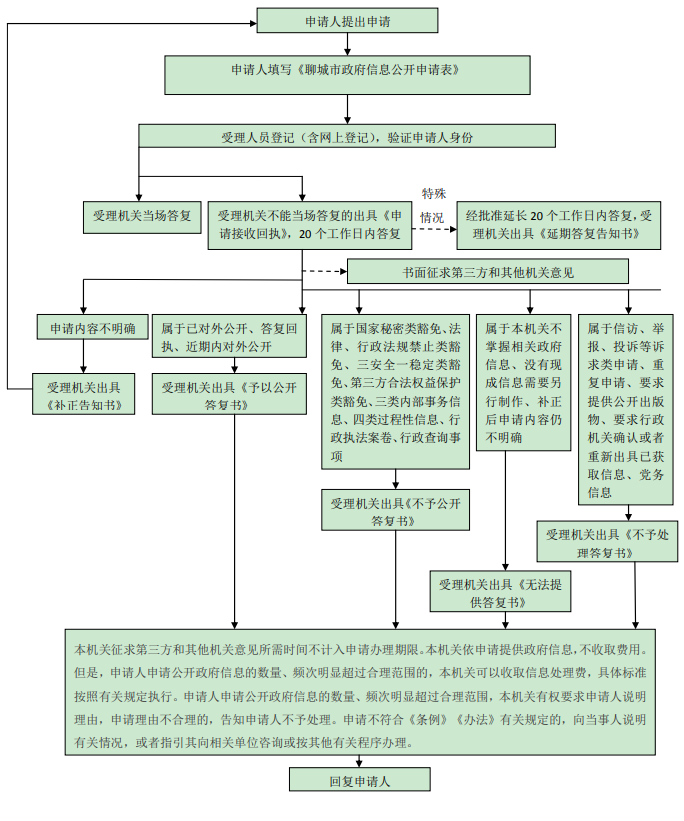 申请人提出申请
申请人填写《聊城市政府信息公开申请表》
受理人员登记（含网上登记），验证申请人身份
受理机关当场答复
受理机关不能当场答复的出具《申
请接收回执》，20 个工作日内答复
特殊
情况
经批准延长 20 个工作日内答复，受
理机关出具《延期答复告知书》
书面征求第三方和其他机关意见
申请内容不明确
受理机关出具
《补正告知书》
属于已对外公开、答复回
执、近期内对外公开
受理机关出具《予以公开
答复书》
属于国家秘密类豁免、法
律、行政法规禁止类豁
免、三安全一稳定类豁
免、第三方合法权益保护
类豁免、三类内部事务信
息、四类过程性信息、行
政执法案卷、行政查询事
项
受理机关出具《不予公开
答复书》
属于本机关不
掌握相关政府
信息、没有现
成信息需要另
行制作、补正
后申请内容仍
不明确
受理机关出具《无法提
供答复书》
属于信访、举
报、投诉等诉
求类申请、重
复申请、要求
提供公开出版
物、要求行政
机关确认或者
重新出具已获
取信息、党务
信息
受理机关出具《不予处
理答复书》
本机关征求第三方和其他机关意见所需时间不计入申请办理期限。本机关依申请提供政府信息，不收取费用。
但是，申请人申请公开政府信息的数量、频次明显超过合理范围的，本机关可以收取信息处理费，具体标准
按照有关规定执行。申请人申请公开政府信息的数量、频次明显超过合理范围，本机关有权要求申请人说明
理由，申请理由不合理的，告知申请人不予处理。申请不符合《条例》《办法》有关规定的，向当事人说明
有关情况，或者指引其向相关单位咨询或按其他有关程序办理。
回复申请人